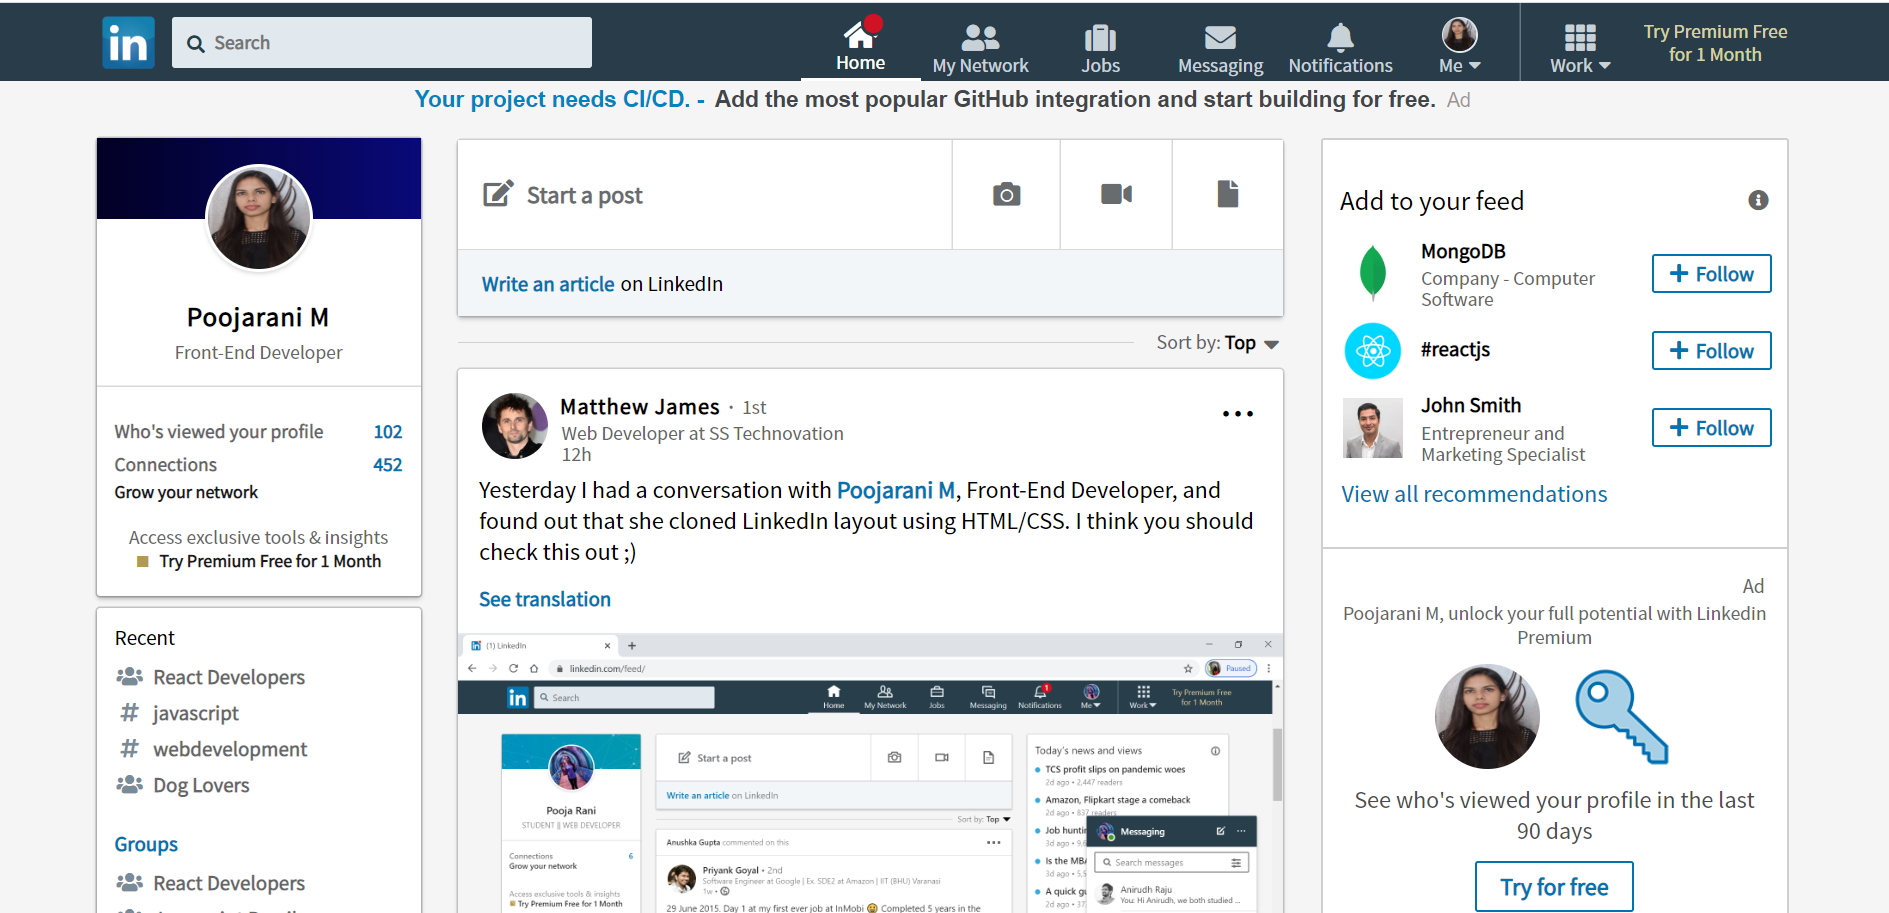 in
Search
Home
My Network
Jobs
Messaging
Notifications
Me
Work
Try Premium Free
for 1 Month
Your project needs CI/CD. - Add the most popular GitHub integration and start building for free. Ad
Poojarani M
Front-End Developer
Who's viewed your profile 102
Connections 452
Grow your network
Access exclusive tools & insights
Try Premium Free for 1 Month
Recent
React Developers
# javascript
# webdevelopment
Dog Lovers
Groups
React Developers
Start a post
Write an article on LinkedIn
Sort by: Top
Matthew James · 1st
Web Developer at SS Technovation
12h
Yesterday I had a conversation with Poojarani M, Front-End Developer, and
found out that she cloned LinkedIn layout using HTML/CSS. I think you should
check this out ;)
See translation
(1) LinkedIn
linkedin.com/feed/
Paused
in
Search
Home
My Network
Jobs
Messaging
1
Notifications
Me
Work
Try Premium Free
for 1 Month
Pooja Rani
STUDENT || WEB DEVELOPER
Connections 6
Grow your network
Access exclusive tools & insights
Try Premium Free for 1 Month
Start a post
Write an article on LinkedIn
Sort by: Top
Anushka Gupta commented on this
Priyank Goyal • 2nd
Software Engineer at Google | Ex. SDE2 at Amazon | IIT (BHU) Varanasi
1w •
29 June 2015. Day 1 at my first ever job at InMobi 😉 Completed 5 years in the
Today's news and views
TCS profit slips on pandemic woes
2d ago • 2,447 readers
Amazon, Flipkart stage a comeback
2d ago • 837 readers
Job huntin
3d ago • 9,6
Is the MBA
3d ago • 5,5
A quick gu
2d ago • 37
Messaging
Search messages
Anirudh Raju
You: Hi Anirudh, we both studied ...
Add to your feed
MongoDB
Company - Computer
Software
+ Follow
#reactjs
+ Follow
John Smith
Entrepreneur and
Marketing Specialist
+ Follow
View all recommendations
Ad
Poojarani M, unlock your full potential with Linkedin
Premium
See who's viewed your profile in the last
90 days
Try for free